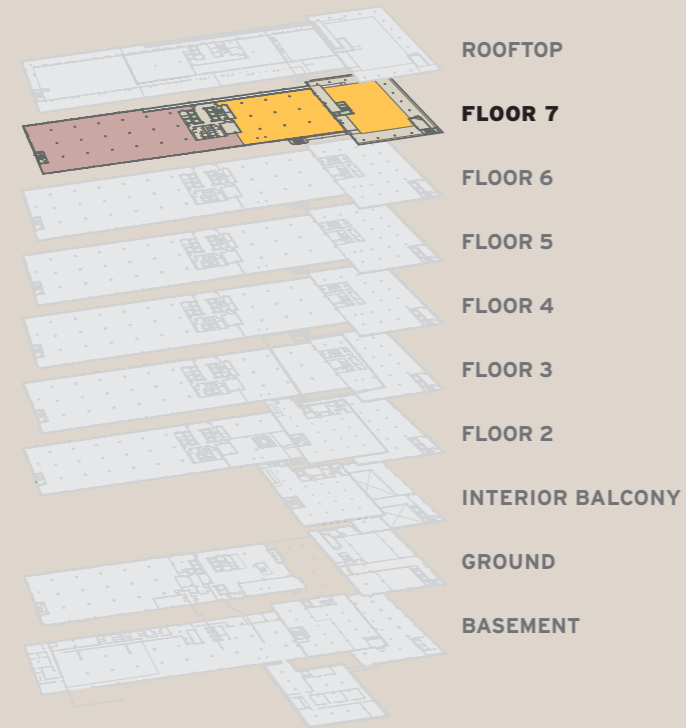 ROOFTOP
FLOOR 7
FLOOR 6
FLOOR 5
FLOOR 4
FLOOR 3
FLOOR 2
INTERIOR BALCONY
GROUND
BASEMENT